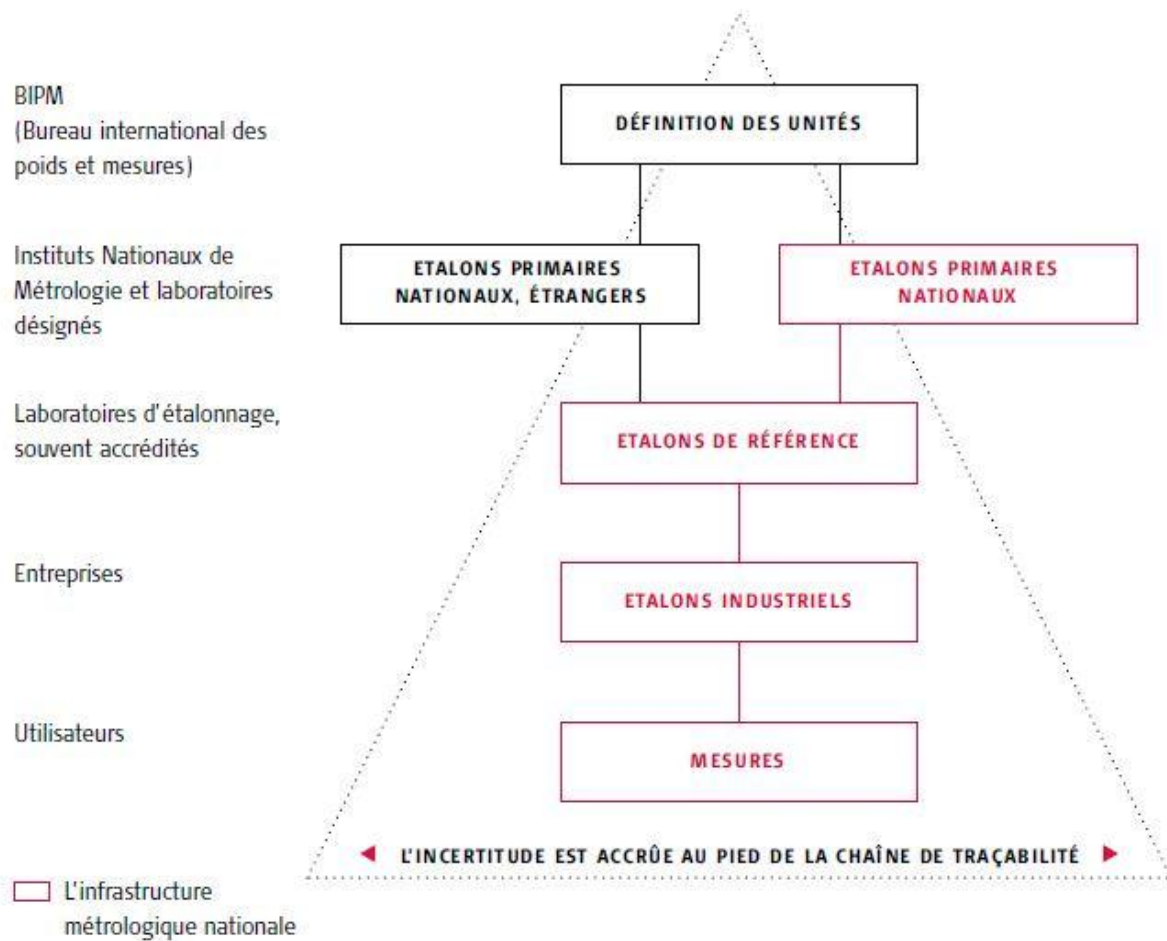 BIPM
(Bureau international des
poids et mesures)
DÉFINITION DES UNITÉS
Instituts Nationaux de
Métrologie et laboratoires
désignés
ETALONS PRIMAIRES
NATIONAUX, ÉTRANGERS
ETALONS PRIMAIRES
NATIONAUX
Laboratoires d'étalonnage,
souvent accrédités
ETALONS DE RÉFÉRENCE
Entreprises
ETALONS INDUSTRIELS
Utilisateurs
MESURES
L'INCERTITUDE EST ACCRÛE AU PIED DE LA CHAÎNE DE TRAÇABILITÉ
L'infrastructure
métrologique nationale